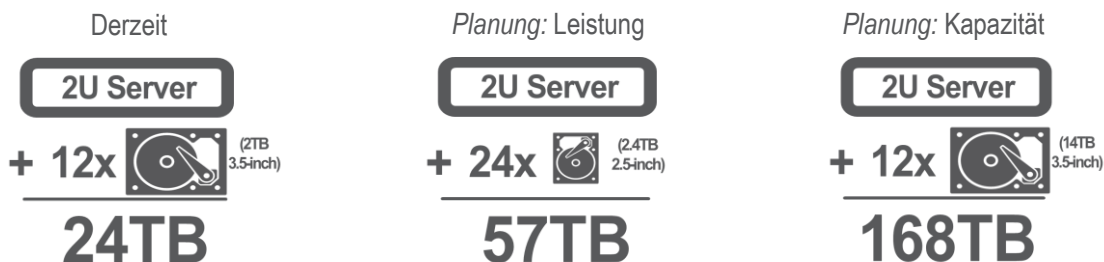 Derzeit
2U Server
+ 12x
(2TB
3.5-inch)
24TB
Planung: Leistung
2U Server
+ 24x
(2.4TB
2.5-inch)
57TB
Planung: Kapazität
2U Server
+ 12x
(14TB
3.5-inch)
168TB